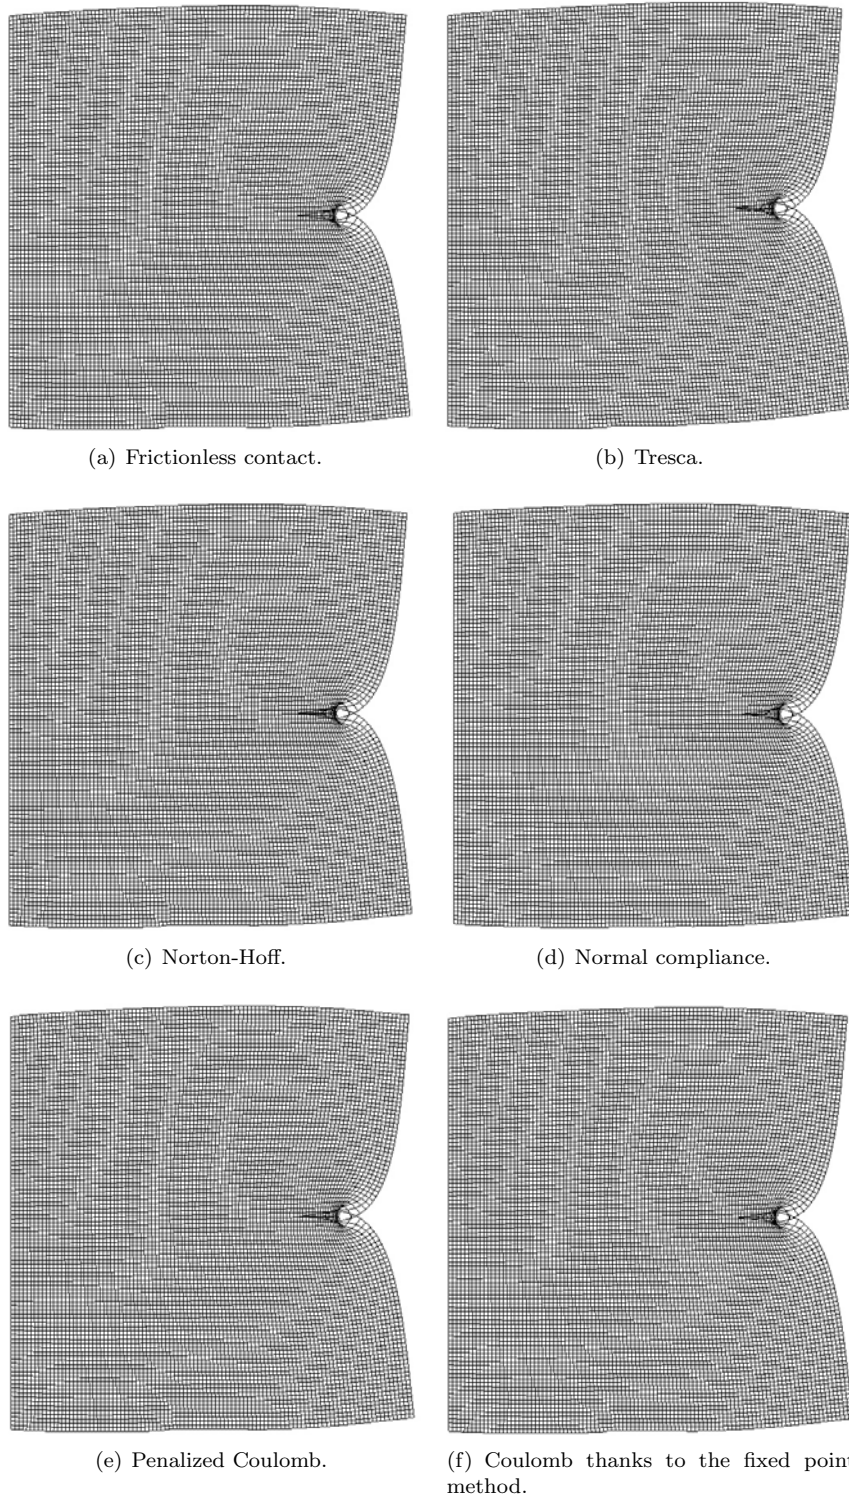 (a) Frictionless contact.
(b) Tresca.
(c) Norton-Hoff.
(d) Normal compliance.
(e) Penalized Coulomb.
(f) Coulomb thanks to the fixed point
method.